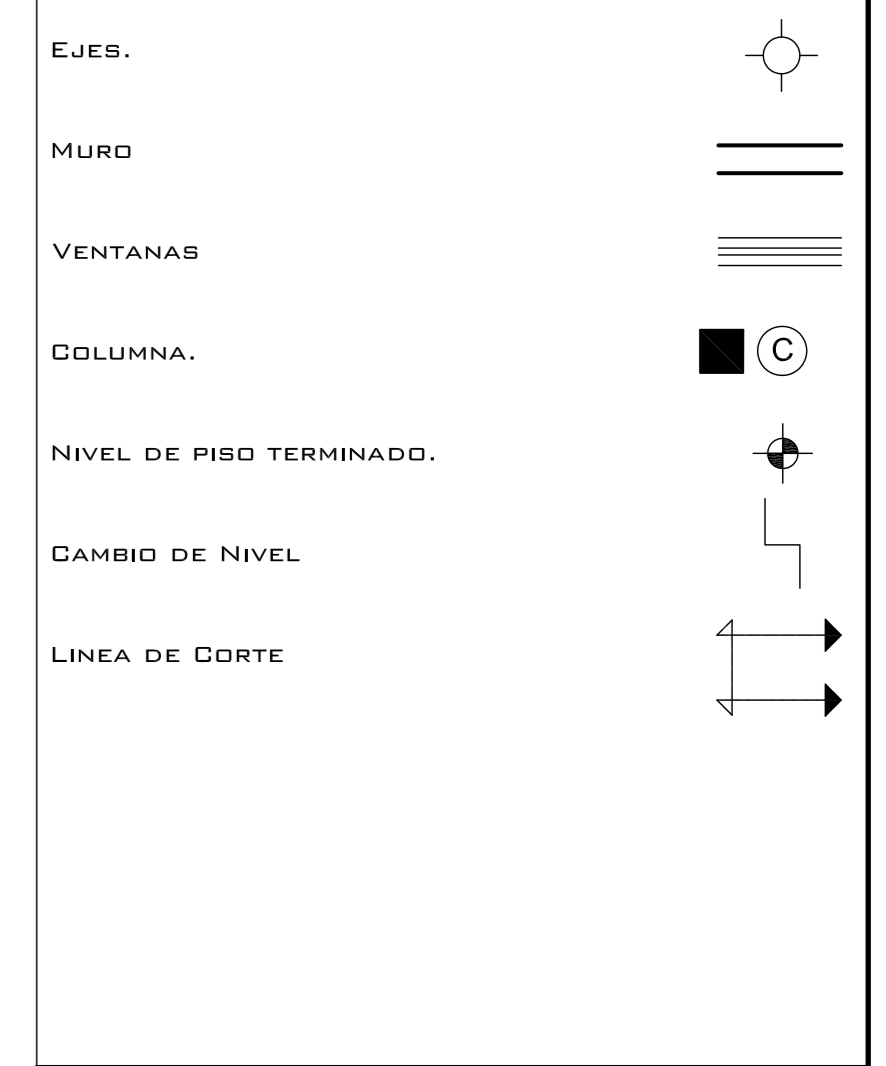 Ejes.
Muro
Ventanas
Columna. C
Nivel de piso terminado.
Cambio de Nivel
Linea de Corte